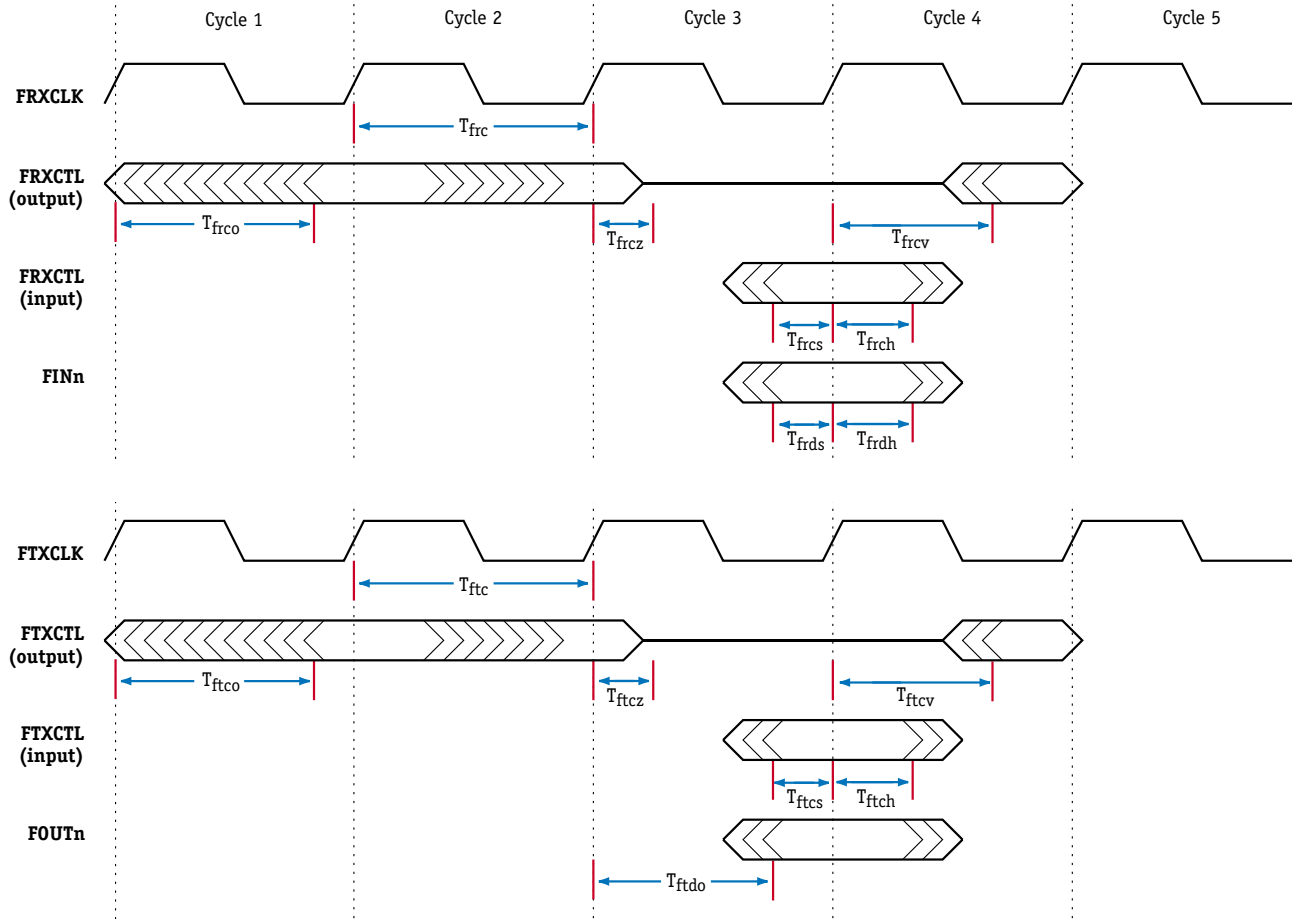 Cycle 1 Cycle 2 Cycle 3 Cycle 4 Cycle 5
FRXCLK
Tfrc
FRXCTL
(output)
Tfrco Tfrcz Tfrcv
FRXCTL
(input)
Tfrcs Tfrch
FINn
Tfrds Tfrdh
FTXCLK
Tftc
FTXCTL
(output)
Tftco Tftcz Tftcv
FTXCTL
(input)
Tftcs Tftch
FOUTn
Tftdo